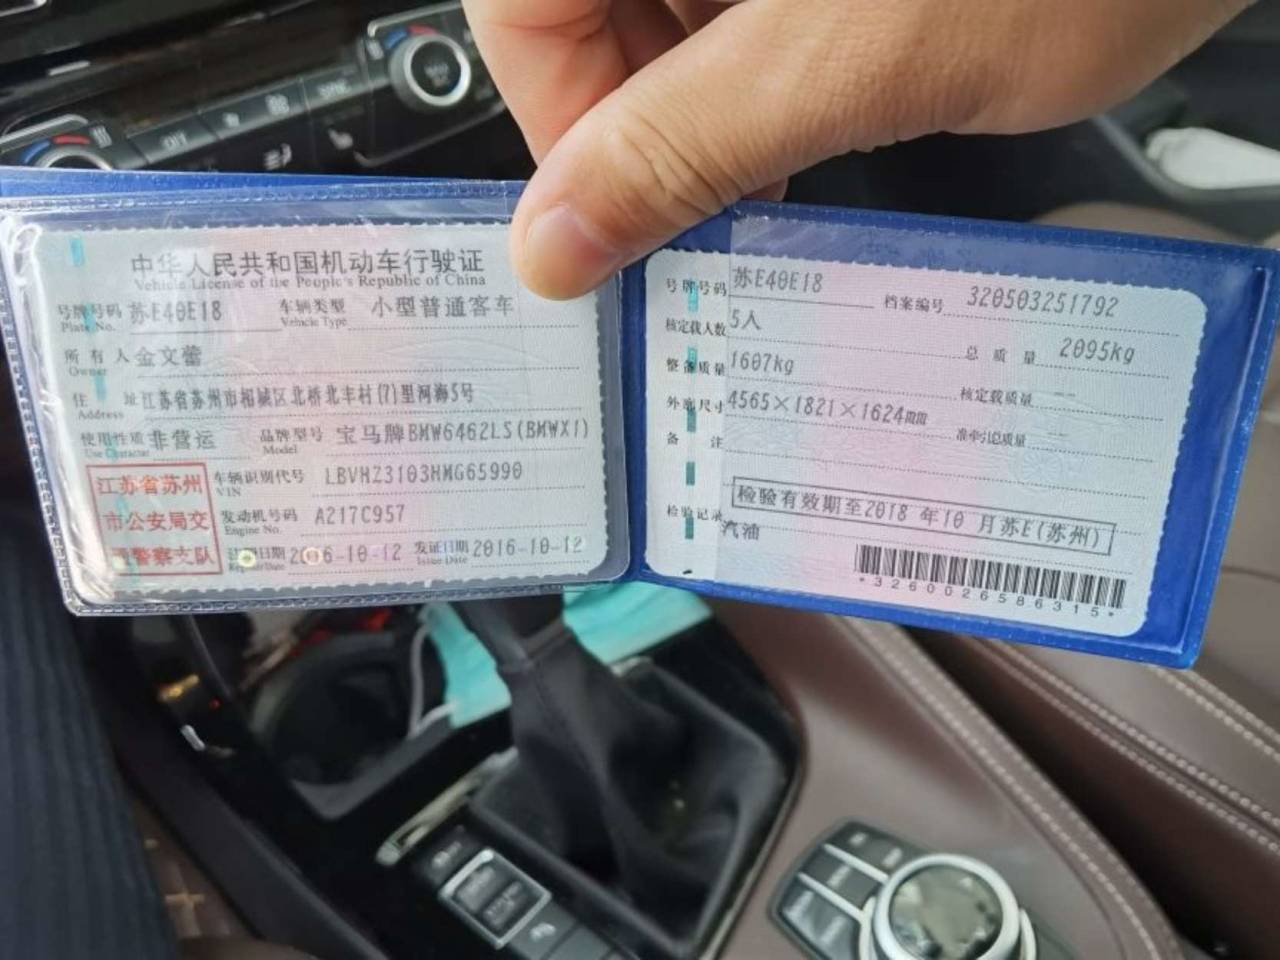 中华人民共和国机动车行驶证
Vehicle License of the People's Republic of China
号牌号码 苏E40E18 车辆类型 小型普通客车
Plate No. Vehicle Type
所有人 金文蕾
Owner
住址 江苏省苏州市相城区北桥北丰村(7)里河浜5号
Address
使用性质 非营运 品牌型号 宝马牌BMW6462LS(BMWX1)
Use Character Model
江苏省苏州
市公安局交
通警察支队
车辆识别代号 LBVHZ3103HMG65990
VIN
发动机号码 A217C957
Engine No.
注册日期 2016-10-12 发证日期 2016-10-12
Register Date Issue Date
号牌号码 苏E40E18 档案编号 320503251792
核定载人数 5人 总质量 2095kg
整备质量 1607kg 核定载质量 --
外廓尺寸 4565×1821×1624mm 准牵引总质量 --
备注
检验有效期至2018年10月苏E(苏州)
检验记录
汽油
*3260026586315*